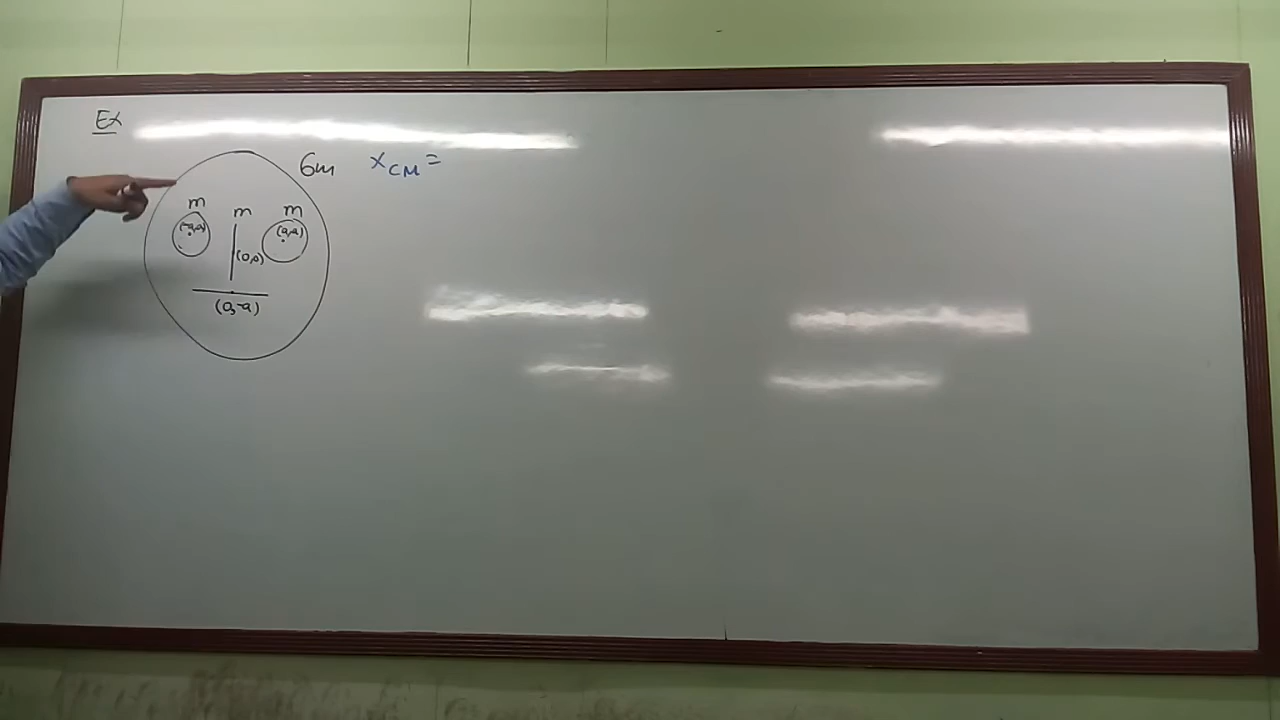 Ex
6m x_CM =
m m m
(-a,a) (a,a)
(0,0)
(0,-a)